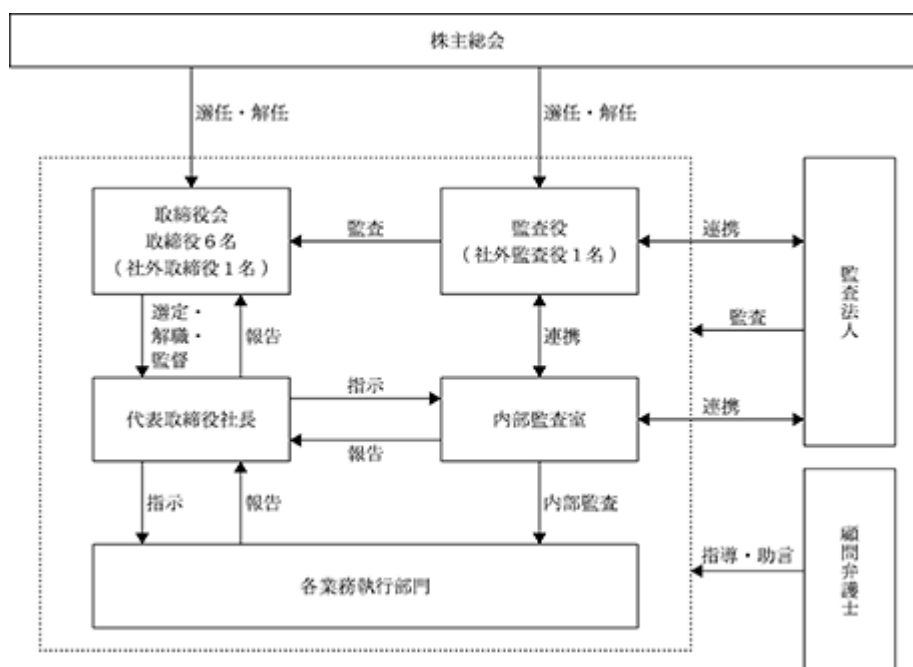 株主総会
選任・解任
選任・解任
取締役会
取締役6名
(社外取締役1名)
監査
監査役
(社外監査役1名)
連携
監査法人
監査
選定・
解職・
監督
報告
連携
代表取締役社長
指示
報告
内部監査室
連携
指示
報告
内部監査
各業務執行部門
指導・助言
顧問弁護士